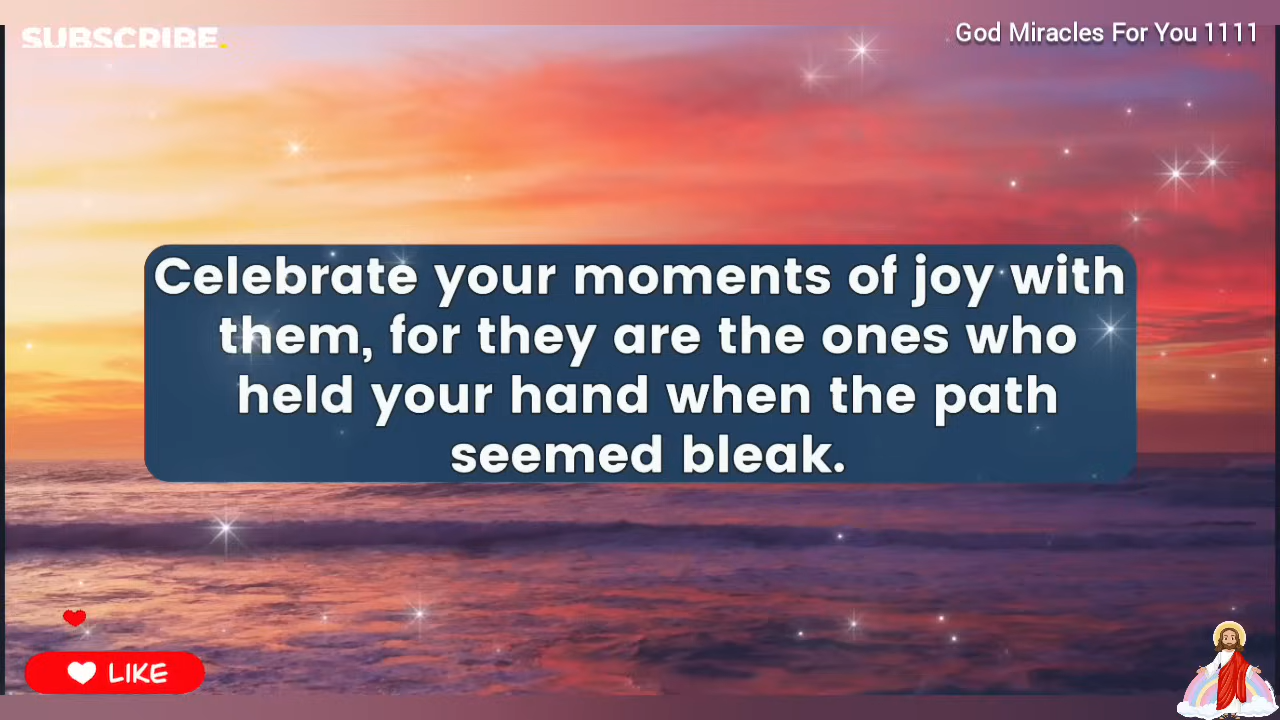 SUBSCRIBE.
God Miracles For You 1111
Celebrate your moments of joy with
them, for they are the ones who
held your hand when the path
seemed bleak.
LIKE